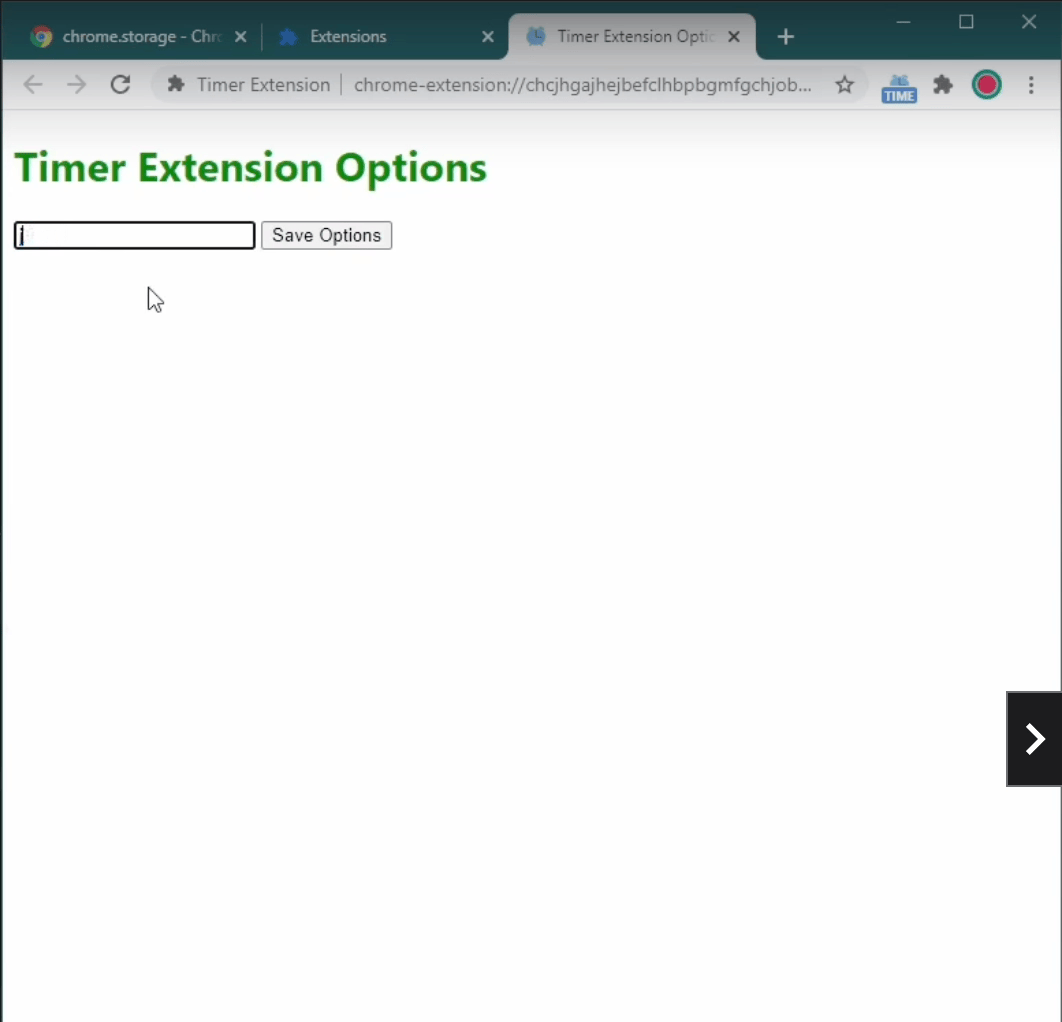 chrome.storage - Chr
Extensions
Timer Extension Optic
Timer Extension | chrome-extension://chcjhgajhejbefclhbpbgmfgchjob...
TIME
Timer Extension Options
Save Options